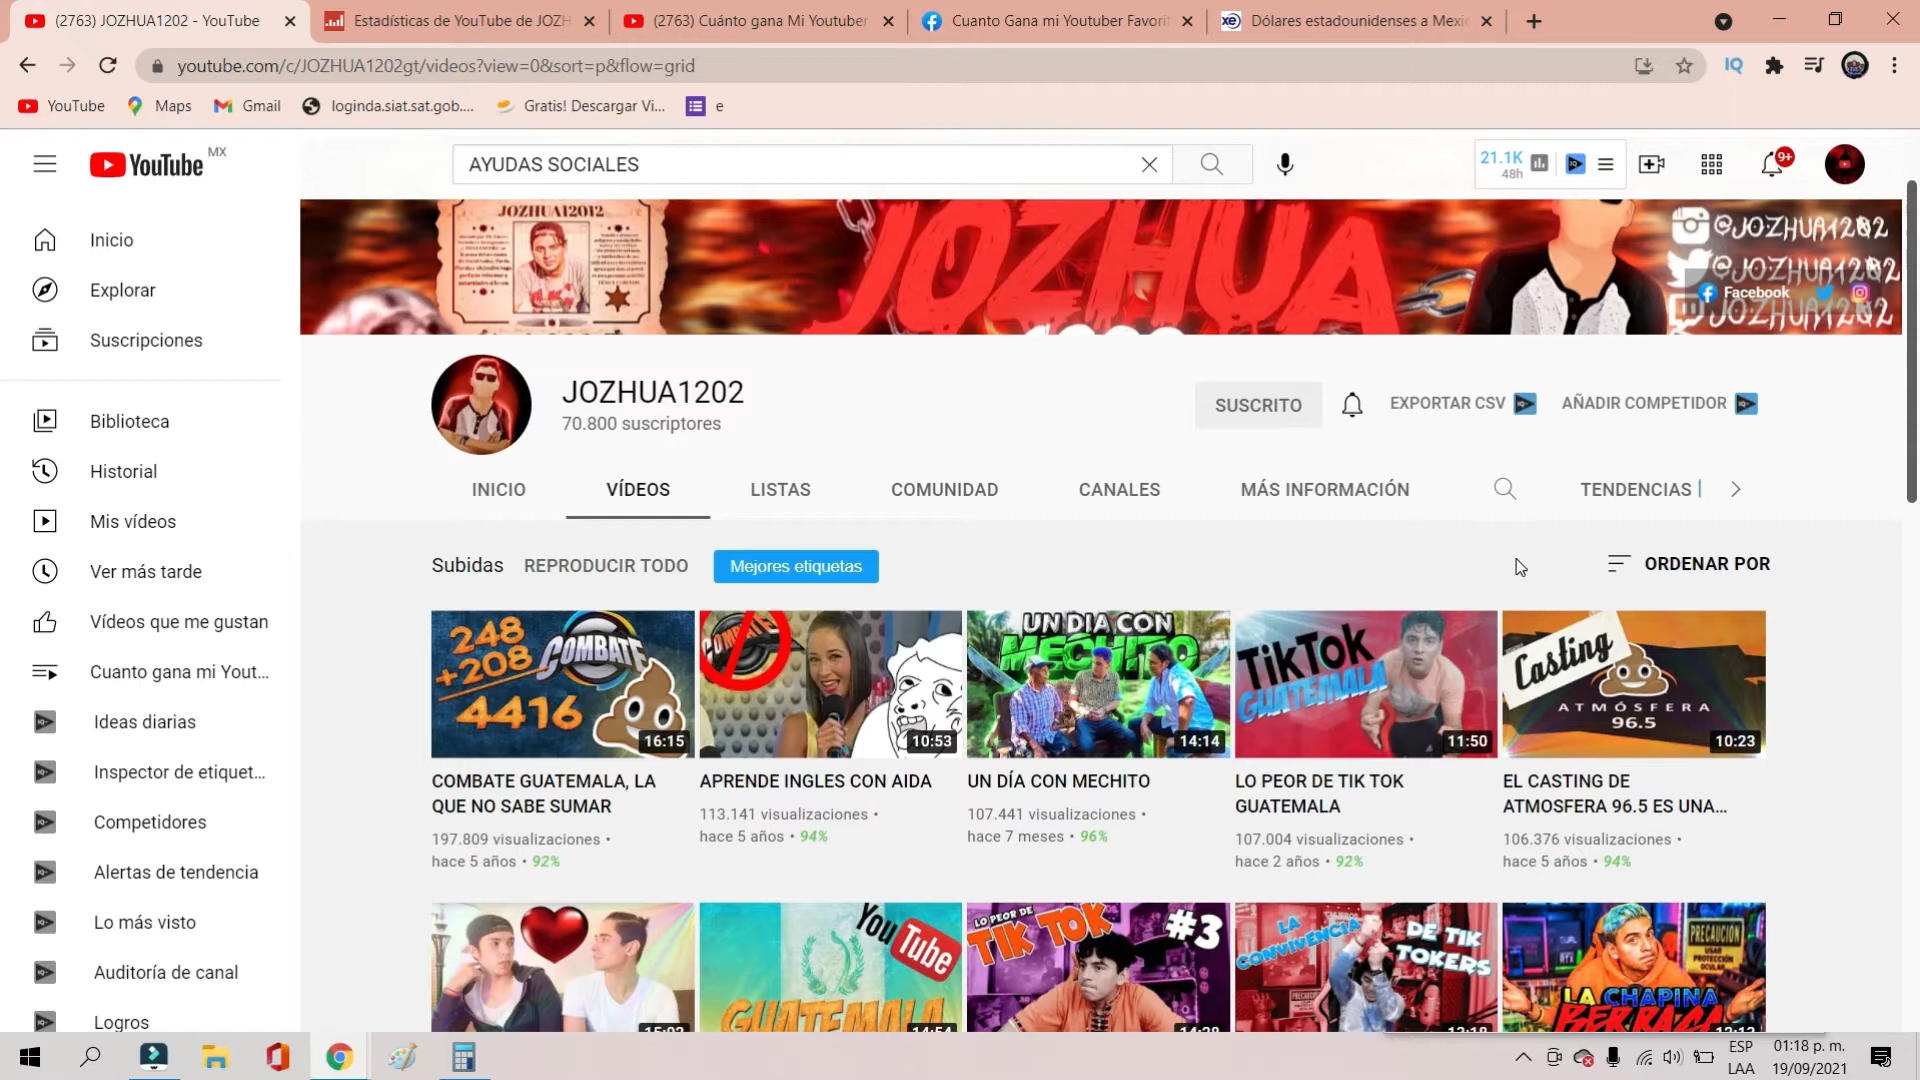 (2763) JOZHUA1202 - YouTube
Estadísticas de YouTube de JOZH
(2763) Cuánto gana Mi Youtuber
Cuanto Gana mi Youtuber Favorit
Dólares estadounidenses a Mexic
youtube.com/c/JOZHUA1202gt/videos?view=0&sort=p&flow=grid
IQ
YouTube
Maps
Gmail
loginda.siat.sat.gob....
Gratis! Descargar Vi...
e
YouTube MX
AYUDAS SOCIALES
21.1K
48h
9+
Inicio
Explorar
Suscripciones
Biblioteca
Historial
Mis vídeos
Ver más tarde
Vídeos que me gustan
Cuanto gana mi Yout...
Ideas diarias
Inspector de etiquet...
Competidores
Alertas de tendencia
Lo más visto
Auditoría de canal
Logros
JOZHUA12012
JOZHUA
@JOZHUA1202
@JOZHUA1202
Facebook
JOZHUA1202
JOZHUA1202
70.800 suscriptores
SUSCRITO
EXPORTAR CSV
AÑADIR COMPETIDOR
INICIO
VÍDEOS
LISTAS
COMUNIDAD
CANALES
MÁS INFORMACIÓN
TENDENCIAS
Subidas
REPRODUCIR TODO
Mejores etiquetas
ORDENAR POR
248
+208
4416
COMBATE
16:15
COMBATE
10:53
UN DIA CON
MECHITO
14:14
TikTok
GUATEMALA
11:50
Casting
ATMÓSFERA
96.5
10:23
COMBATE GUATEMALA, LA
QUE NO SABE SUMAR
197.809 visualizaciones •
hace 5 años • 92%
APRENDE INGLES CON AIDA
113.141 visualizaciones •
hace 5 años • 94%
UN DÍA CON MECHITO
107.441 visualizaciones •
hace 7 meses • 96%
LO PEOR DE TIK TOK
GUATEMALA
107.004 visualizaciones •
hace 2 años • 92%
EL CASTING DE
ATMOSFERA 96.5 ES UNA...
106.376 visualizaciones •
hace 5 años • 94%
YouTube
GUATEMALA
LO PEOR DE
TIK TOK
#3
LA
CONVIVENCIA
DE TIK
TOKERS
PRECAUCIÓN
LA CHAPINA
BERRACA
ESP
LAA
01:18 p. m.
19/09/2021